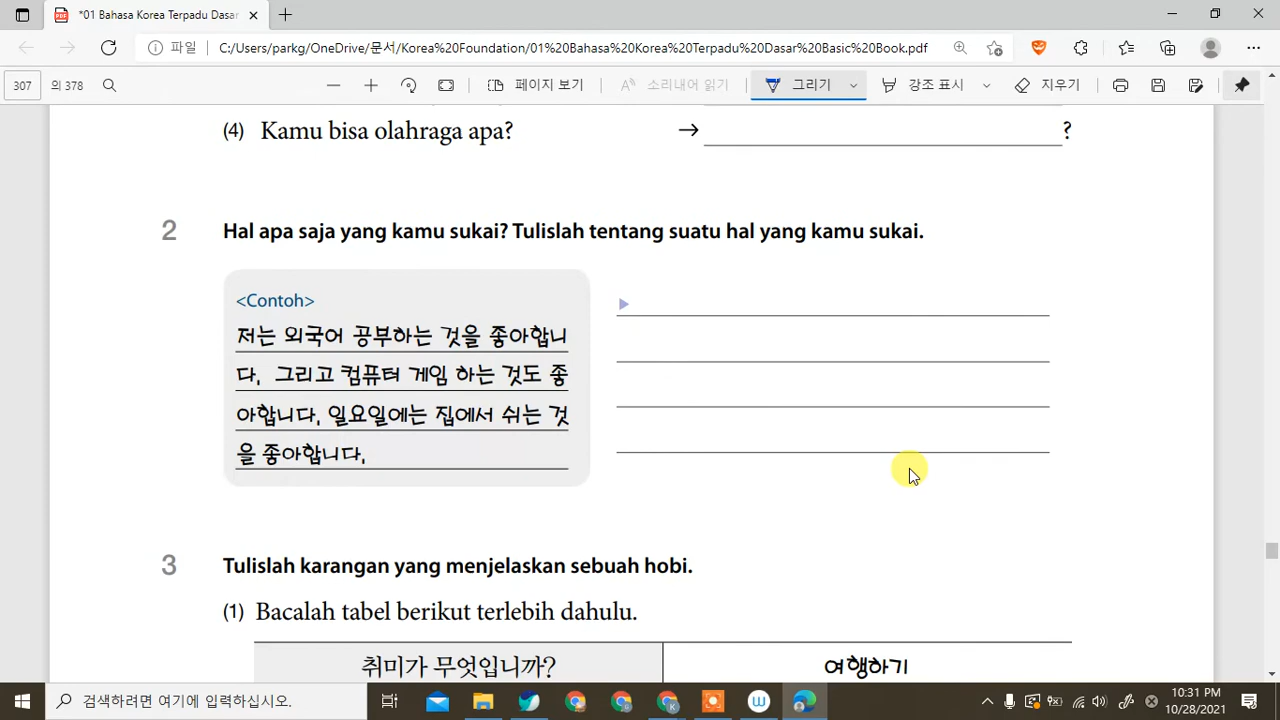 *01 Bahasa Korea Terpadu Dasar
파일 C:/Users/parkg/OneDrive/문서/Korea%20Foundation/01%20Bahasa%20Korea%20Terpadu%20Dasar%20Basic%20Book.pdf
307 의 378 페이지 보기 소리내어 읽기 그리기 강조 표시 지우기
(4) Kamu bisa olahraga apa? → ?
2 Hal apa saja yang kamu sukai? Tulislah tentang suatu hal yang kamu sukai.
<Contoh>
저는 외국어 공부하는 것을 좋아합니
다. 그리고 컴퓨터 게임 하는 것도 좋
아합니다. 일요일에는 집에서 쉬는 것
을 좋아합니다.
3 Tulislah karangan yang menjelaskan sebuah hobi.
(1) Bacalah tabel berikut terlebih dahulu.
취미가 무엇입니까? 여행하기
검색하려면 여기에 입력하십시오.
10:31 PM
10/28/2021